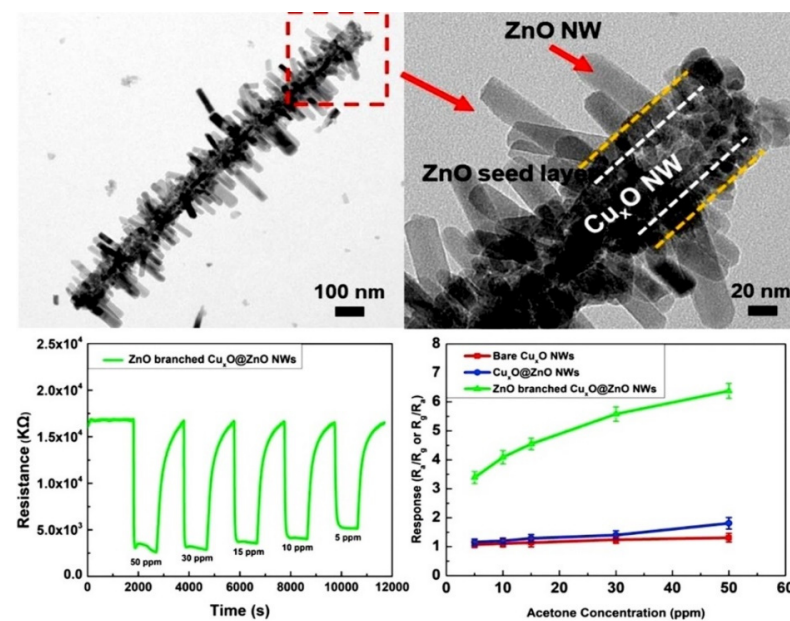 ZnO NW
ZnO seed layer
CuₓO NW
100 nm
20 nm
2.5x10⁴
2.0x10⁴
1.5x10⁴
1.0x10⁴
5.0x10³
0.0
Resistance (KΩ)
ZnO branched CuₓO@ZnO NWs
50 ppm
30 ppm
15 ppm
10 ppm
5 ppm
0
2000
4000
6000
8000
10000
12000
Time (s)
8
7
6
5
4
3
2
1
0
Response (Rₐ/R₉ or R₉/Rₐ)
Bare CuₓO NWs
CuₓO@ZnO NWs
ZnO branched CuₓO@ZnO NWs
0
10
20
30
40
50
60
Acetone Concentration (ppm)